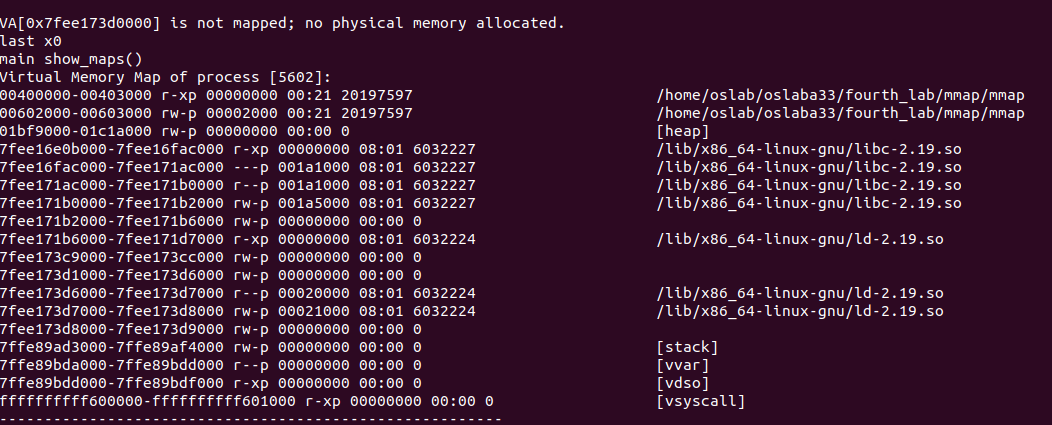 VA[0x7fee173d0000] is not mapped; no physical memory allocated.
last x0
main show_maps()
Virtual Memory Map of process [5602]:
00400000-00403000 r-xp 00000000 00:21 20197597 /home/oslab/oslaba33/fourth_lab/mmap/mmap
00602000-00603000 rw-p 00002000 00:21 20197597 /home/oslab/oslaba33/fourth_lab/mmap/mmap
01bf9000-01c1a000 rw-p 00000000 00:00 0 [heap]
7fee16e0b000-7fee16fac000 r-xp 00000000 08:01 6032227 /lib/x86_64-linux-gnu/libc-2.19.so
7fee16fac000-7fee171ac000 ---p 001a1000 08:01 6032227 /lib/x86_64-linux-gnu/libc-2.19.so
7fee171ac000-7fee171b0000 r--p 001a1000 08:01 6032227 /lib/x86_64-linux-gnu/libc-2.19.so
7fee171b0000-7fee171b2000 rw-p 001a5000 08:01 6032227 /lib/x86_64-linux-gnu/libc-2.19.so
7fee171b2000-7fee171b6000 rw-p 00000000 00:00 0
7fee171b6000-7fee171d7000 r-xp 00000000 08:01 6032224 /lib/x86_64-linux-gnu/ld-2.19.so
7fee173c9000-7fee173cc000 rw-p 00000000 00:00 0
7fee173d1000-7fee173d6000 rw-p 00000000 00:00 0
7fee173d6000-7fee173d7000 r--p 00020000 08:01 6032224 /lib/x86_64-linux-gnu/ld-2.19.so
7fee173d7000-7fee173d8000 rw-p 00021000 08:01 6032224 /lib/x86_64-linux-gnu/ld-2.19.so
7fee173d8000-7fee173d9000 rw-p 00000000 00:00 0
7ffe89ad3000-7ffe89af4000 rw-p 00000000 00:00 0 [stack]
7ffe89bda000-7ffe89bdd000 r--p 00000000 00:00 0 [vvar]
7ffe89bdd000-7ffe89bdf000 r-xp 00000000 00:00 0 [vdso]
ffffffffff600000-ffffffffff601000 r-xp 00000000 00:00 0 [vsyscall]
-------------------------------------------------------